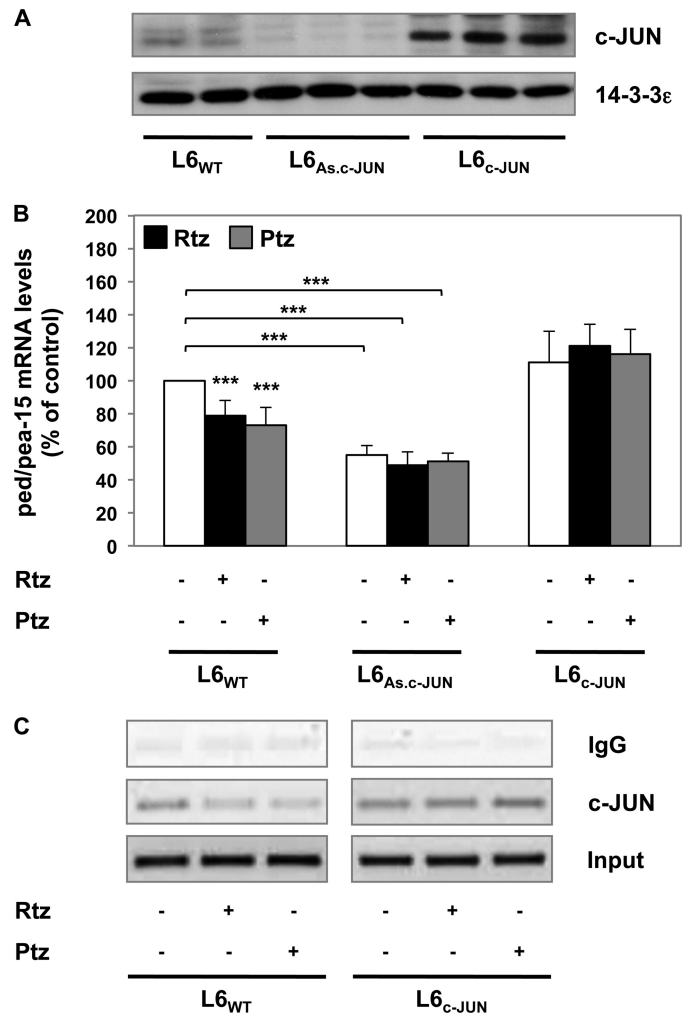 A
c-JUN
14-3-3ε
L6WT L6As.c-JUN L6c-JUN
B
ped/pea-15 mRNA levels
(% of control)
200
180
160
140
120
100
80
60
40
20
0
Rtz Ptz
***
***
***
*** ***
Rtz - + - - + - - + -
Ptz - - + - - + - - +
L6WT L6As.c-JUN L6c-JUN
C
IgG
c-JUN
Input
Rtz - + - - + -
Ptz - - + - - +
L6WT L6c-JUN